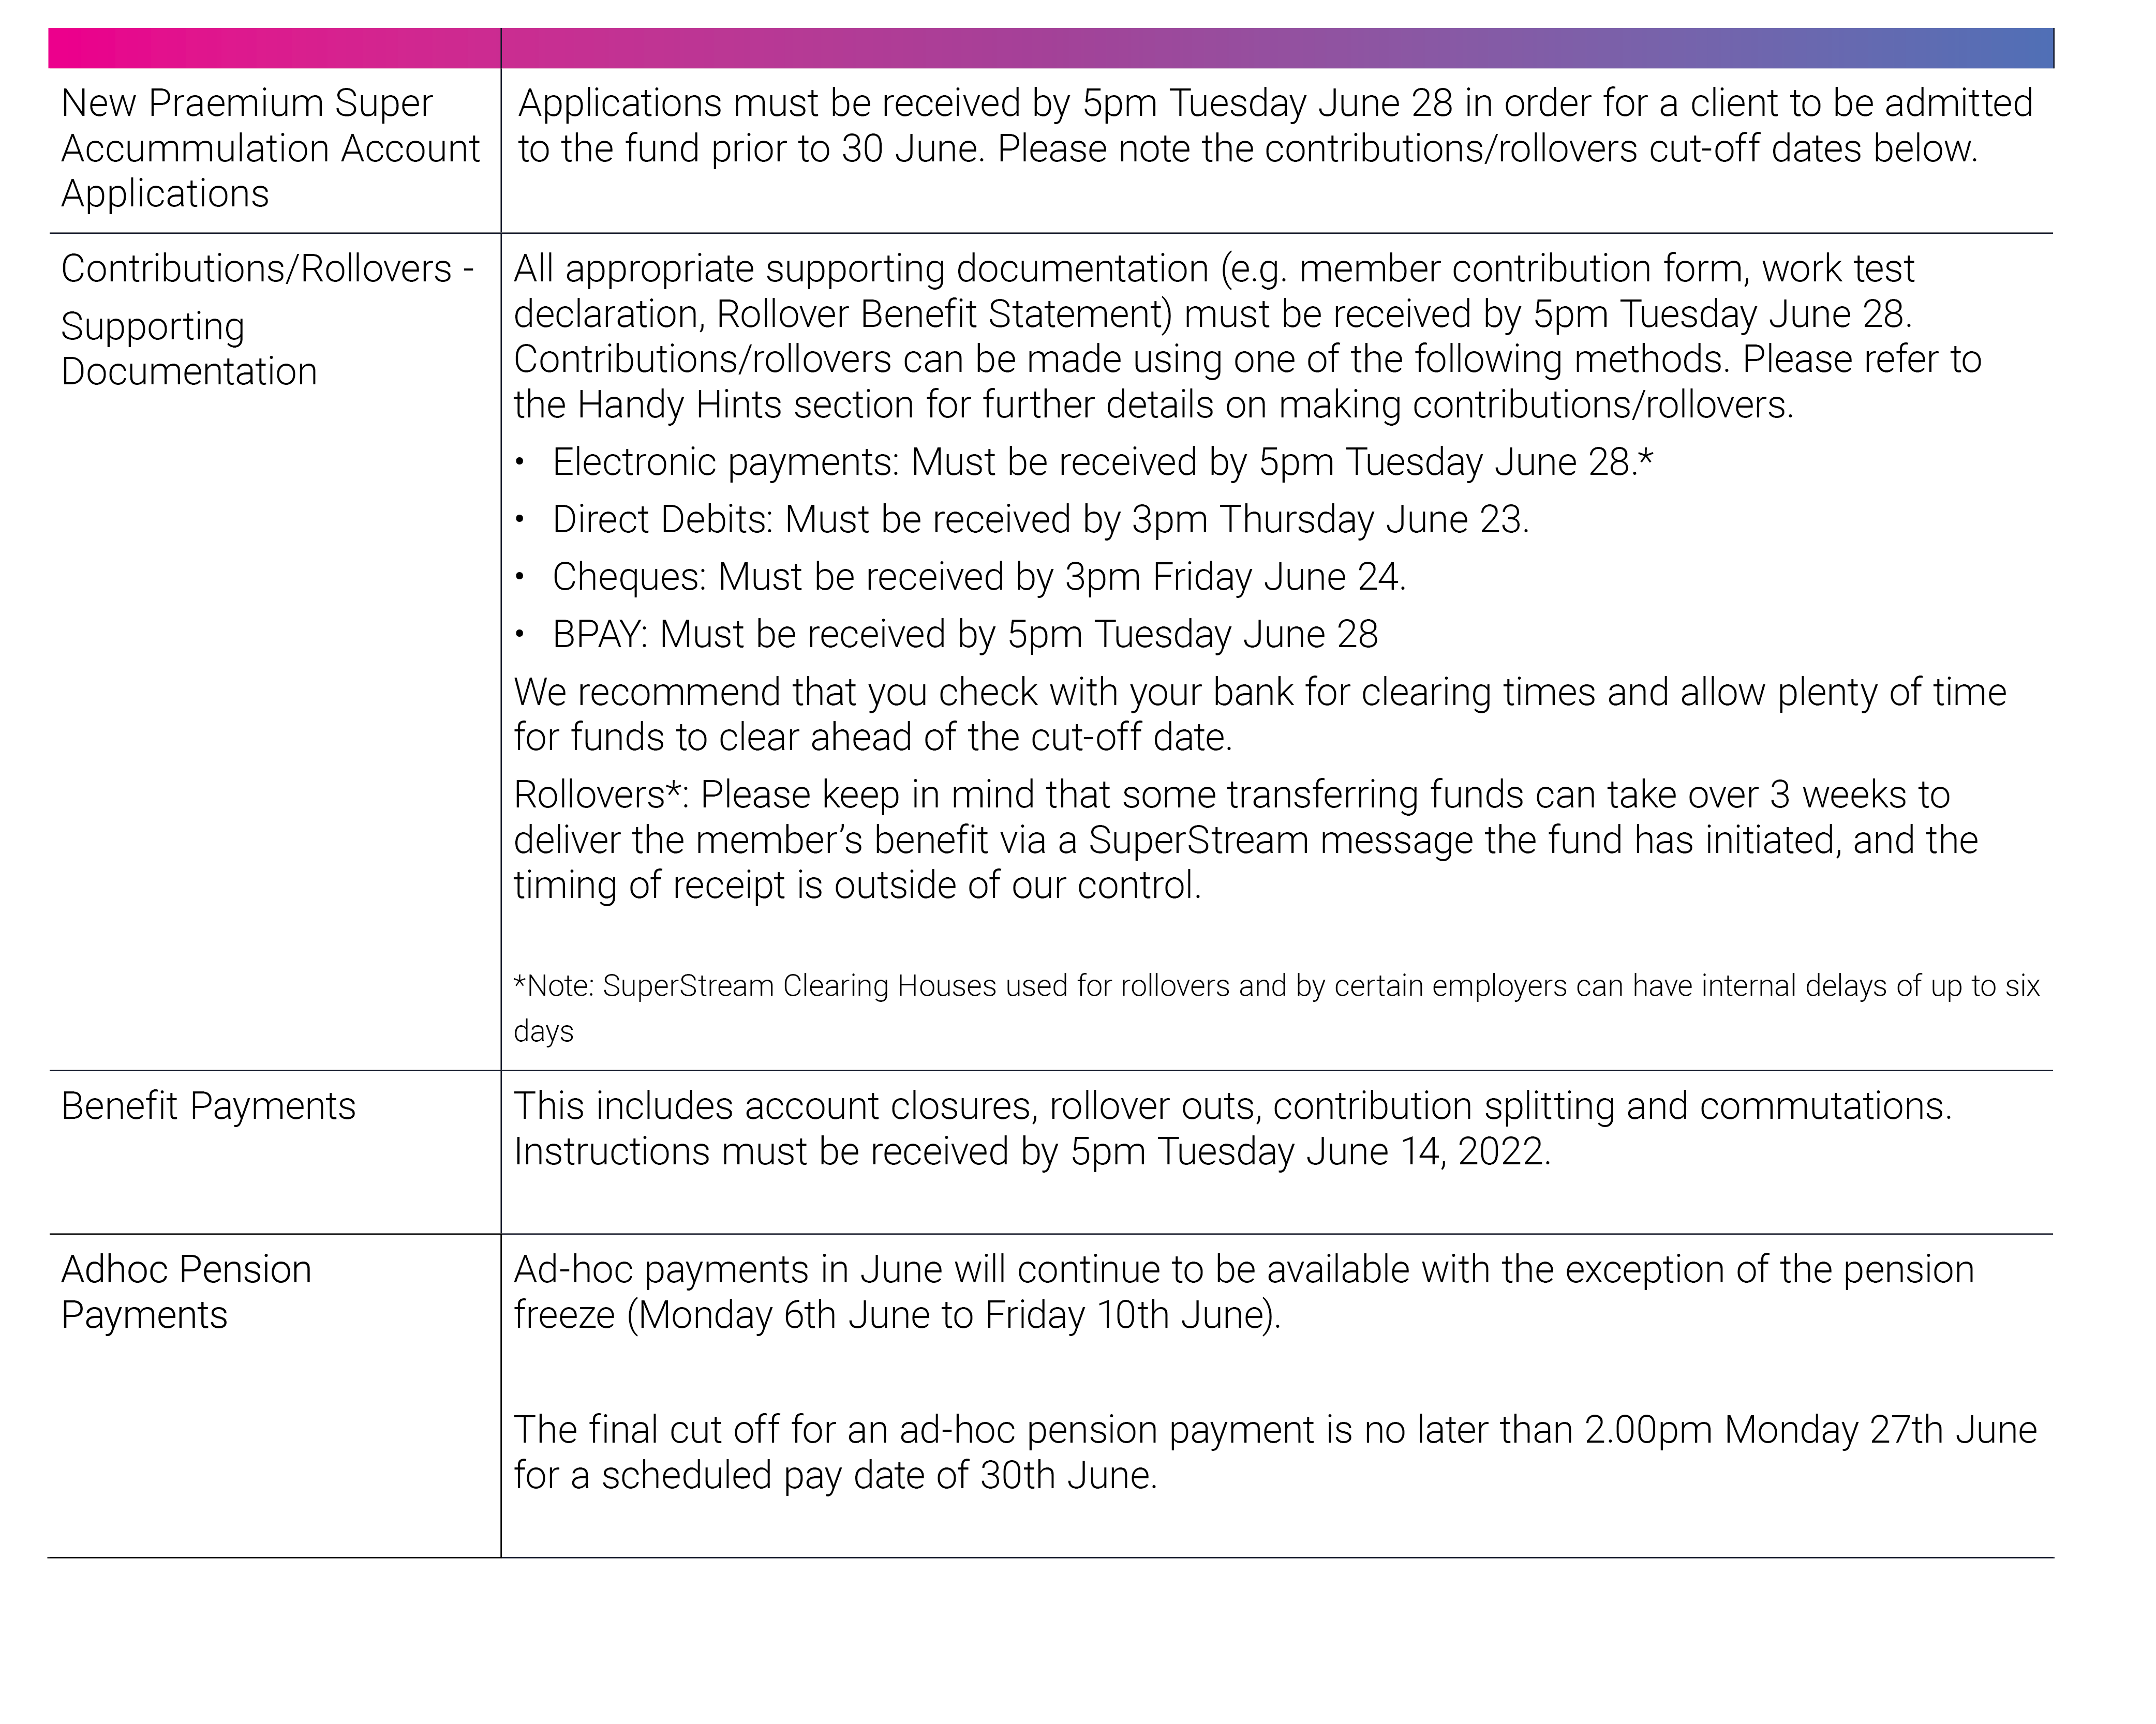 New Praemium Super
Accummulation Account
Applications
Applications must be received by 5pm Tuesday June 28 in order for a client to be admitted
to the fund prior to 30 June. Please note the contributions/rollovers cut-off dates below.
Contributions/Rollovers -
Supporting
Documentation
All appropriate supporting documentation (e.g. member contribution form, work test
declaration, Rollover Benefit Statement) must be received by 5pm Tuesday June 28.
Contributions/rollovers can be made using one of the following methods. Please refer to
the Handy Hints section for further details on making contributions/rollovers.
• Electronic payments: Must be received by 5pm Tuesday June 28.*
• Direct Debits: Must be received by 3pm Thursday June 23.
• Cheques: Must be received by 3pm Friday June 24.
• BPAY: Must be received by 5pm Tuesday June 28
We recommend that you check with your bank for clearing times and allow plenty of time
for funds to clear ahead of the cut-off date.
Rollovers*: Please keep in mind that some transferring funds can take over 3 weeks to
deliver the member’s benefit via a SuperStream message the fund has initiated, and the
timing of receipt is outside of our control.
*Note: SuperStream Clearing Houses used for rollovers and by certain employers can have internal delays of up to six
days
Benefit Payments
This includes account closures, rollover outs, contribution splitting and commutations.
Instructions must be received by 5pm Tuesday June 14, 2022.
Adhoc Pension
Payments
Ad-hoc payments in June will continue to be available with the exception of the pension
freeze (Monday 6th June to Friday 10th June).
The final cut off for an ad-hoc pension payment is no later than 2.00pm Monday 27th June
for a scheduled pay date of 30th June.